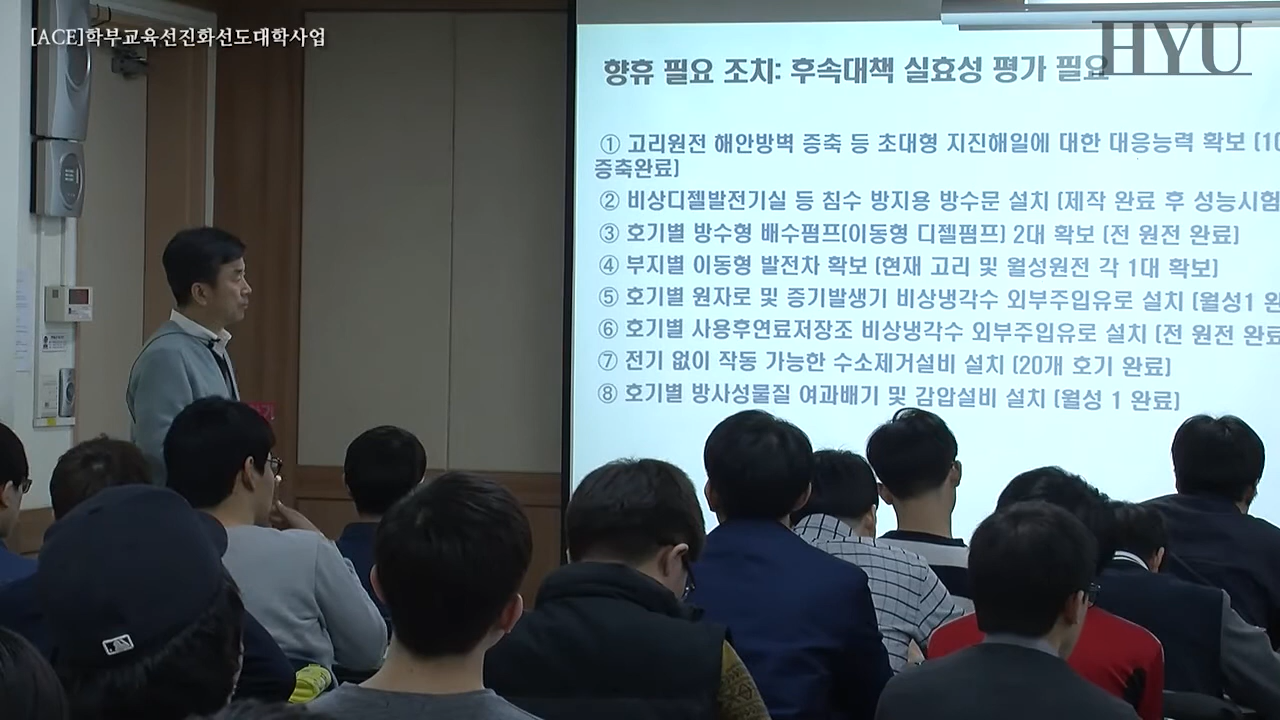 [ACE]학부교육선진화선도대학사업
HYU
향휴 필요 조치: 후속대책 실효성 평가 필요
① 고리원전 해안방벽 증축 등 초대형 지진해일에 대한 대응능력 확보 (10
증축완료)
② 비상디젤발전기실 등 침수 방지용 방수문 설치 (제작 완료 후 성능시험
③ 호기별 방수형 배수펌프(이동형 디젤펌프) 2대 확보 (전 원전 완료)
④ 부지별 이동형 발전차 확보 (현재 고리 및 월성원전 각 1대 확보)
⑤ 호기별 원자로 및 증기발생기 비상냉각수 외부주입유로 설치 (월성1 완
⑥ 호기별 사용후연료저장조 비상냉각수 외부주입유로 설치 (전 원전 완료
⑦ 전기 없이 작동 가능한 수소제거설비 설치 (20개 호기 완료)
⑧ 호기별 방사성물질 여과배기 및 감압설비 설치 (월성 1 완료)